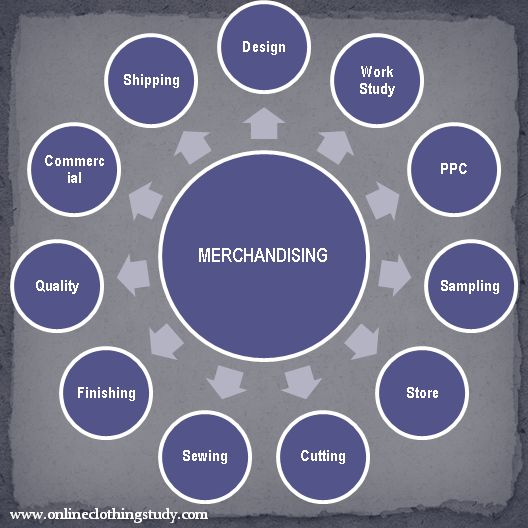 Design
Work
Study
PPC
Sampling
Store
Cutting
Sewing
Finishing
Quality
Commerc
ial
Shipping
MERCHANDISING
www.onlineclothingstudy.com